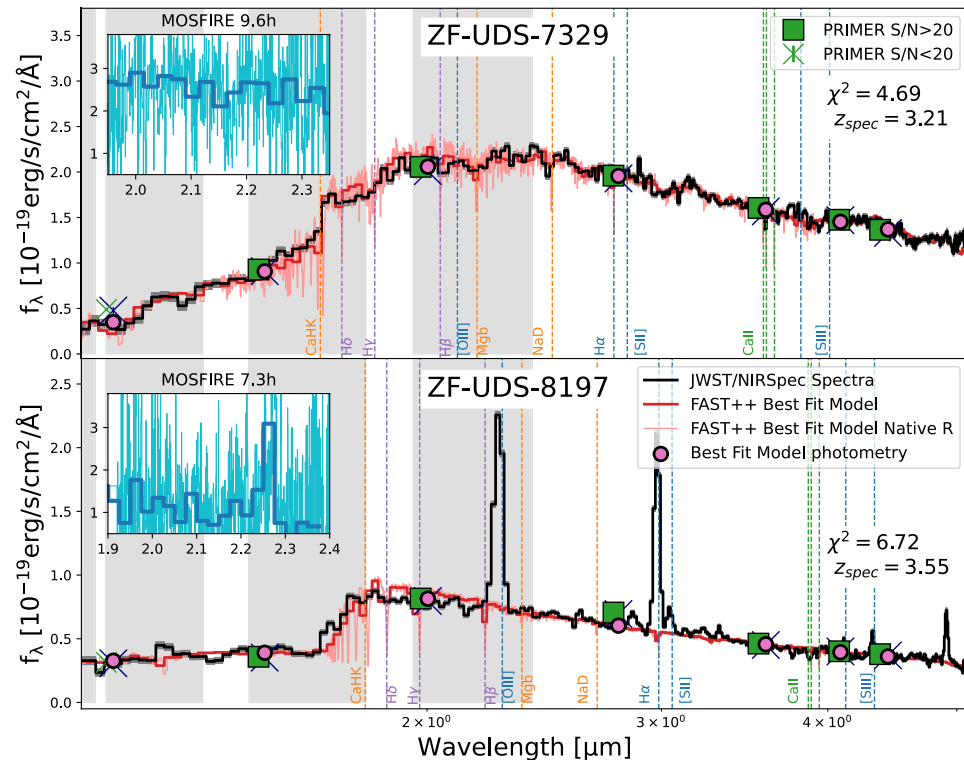 MOSFIRE 9.6h
ZF-UDS-7329
PRIMER S/N>20
PRIMER S/N<20
χ² = 4.69
z_spec = 3.21
3.5
3.0
2.5
2.0
1.5
1.0
0.5
0.0
3
2
1
2.0 2.1 2.2 2.3
f_λ [10⁻¹⁹erg/s/cm²/Å]
CaHK
Hδ
Hγ
Hβ
[OIII]
Mgb
NaD
Hα
[SII]
CaII
[SIII]
MOSFIRE 7.3h
ZF-UDS-8197
JWST/NIRSpec Spectra
FAST++ Best Fit Model
FAST++ Best Fit Model Native R
Best Fit Model photometry
χ² = 6.72
z_spec = 3.55
2.5
2.0
1.5
1.0
0.5
0.0
3
2
1
1.9 2.0 2.1 2.2 2.3 2.4
f_λ [10⁻¹⁹erg/s/cm²/Å]
CaHK
Hδ
Hγ
Hβ
[OIII]
Mgb
NaD
Hα
[SII]
CaII
[SIII]
2 × 10⁰ 3 × 10⁰ 4 × 10⁰
Wavelength [μm]